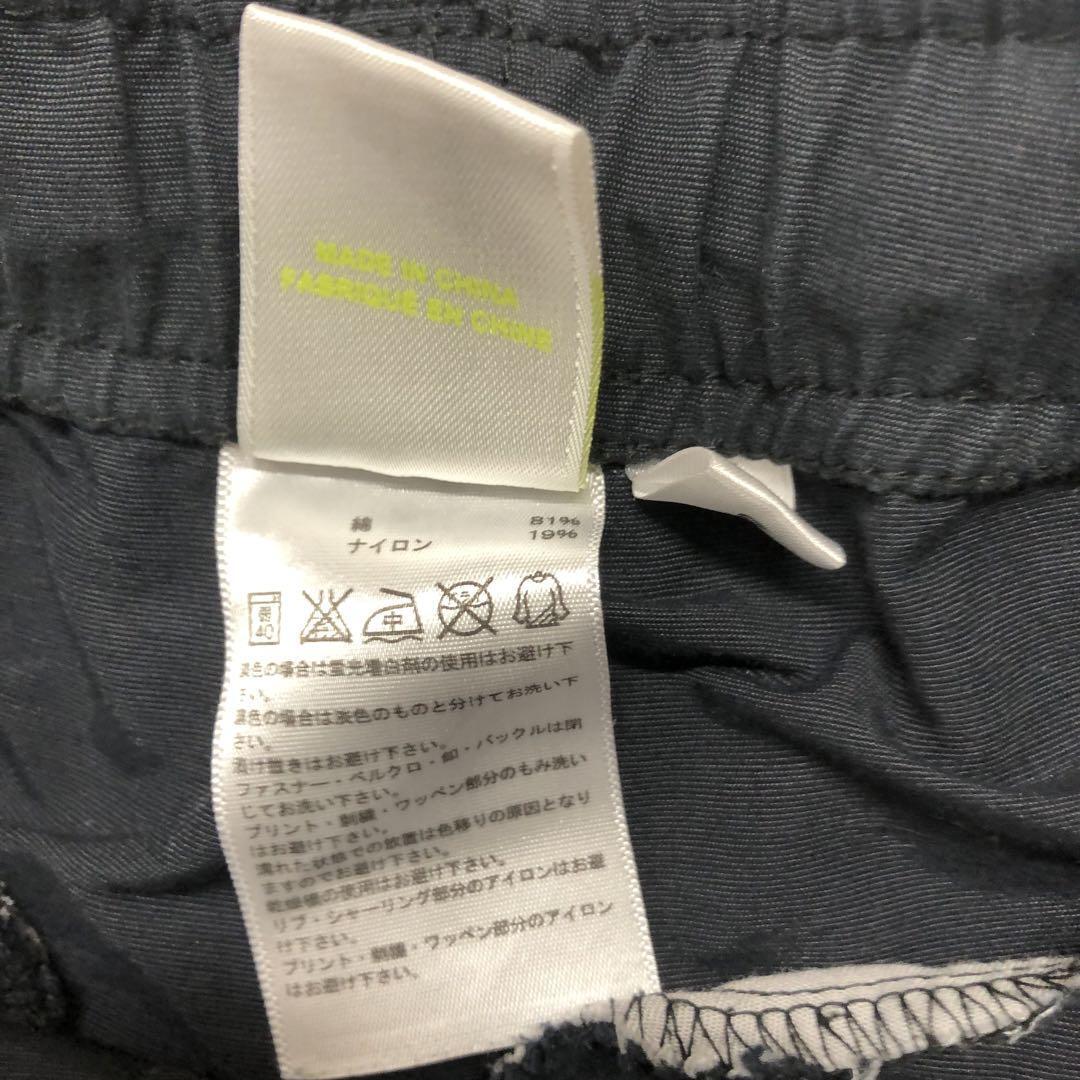 MADE IN CHINA
FABRIQUÉ EN CHINE
綿 81%
ナイロン 19%
中
淡色の場合は蛍光増白剤の使用はお避け下
さい。
濃色の場合は淡色のものと分けてお洗い下
さい。
漬け置きはお避け下さい。
ファスナー・ベルクロ・釦・バックルは閉
じてお洗い下さい。
プリント・刺繍・ワッペン部分のもみ洗い
はお避け下さい。
濡れた状態での放置は色移りの原因となり
ますのでお避け下さい。
乾燥機の使用はお避け下さい。
リブ・シャーリング部分のアイロンはお避
け下さい。
プリント・刺繍・ワッペン部分のアイロン
はお避け下さい。